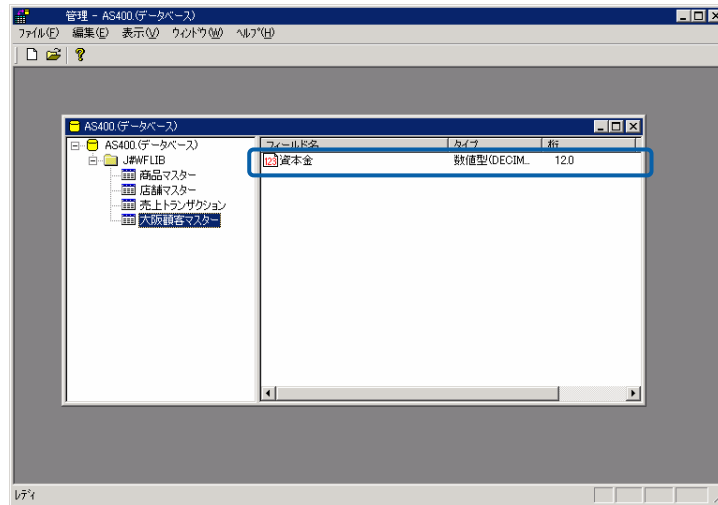 管理 - AS400.(データベース)
ファイル(F) 編集(E) 表示(V) ウィンドウ(W) ヘルプ(H)
AS400.(データベース)
AS400.(データベース)
J#WFLIB
商品マスター
店舗マスター
売上トランザクション
大阪顧客マスター
フィールド名 タイプ 桁
資本金 数値型(DECIM... 12.0
レディ